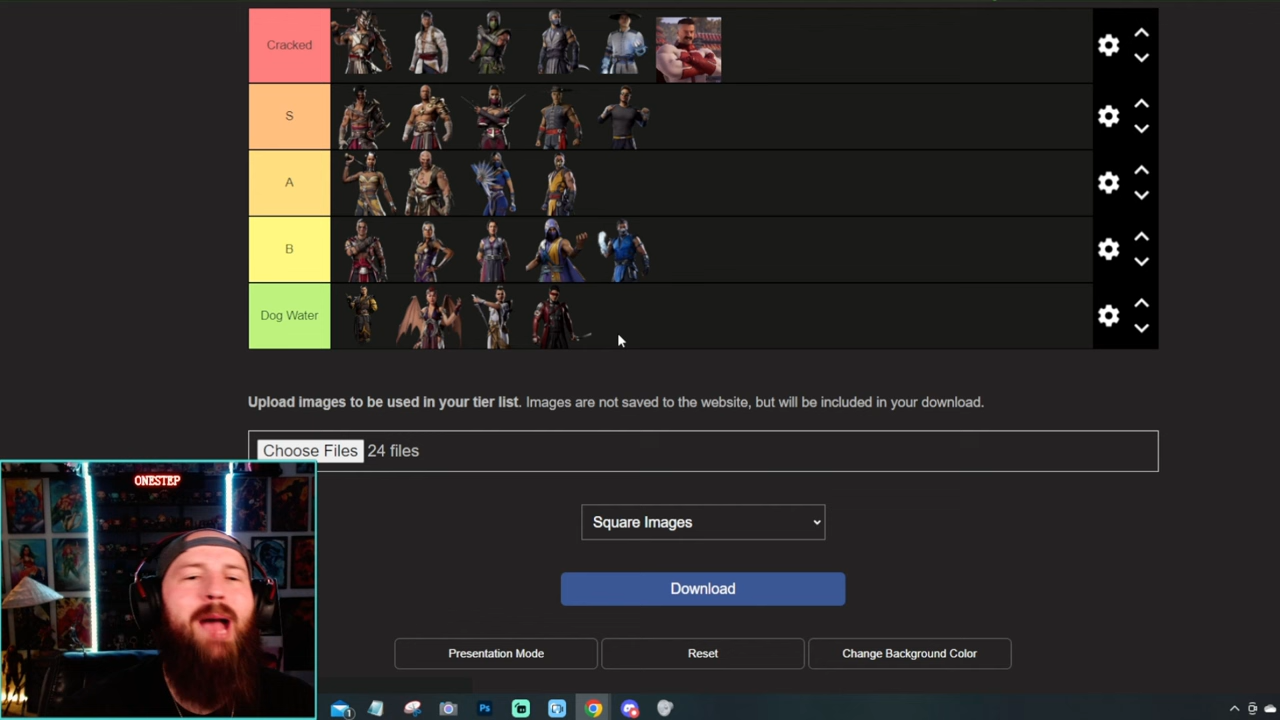 Cracked
S
A
B
Dog Water
Upload images to be used in your tier list. Images are not saved to the website, but will be included in your download.
Choose Files 24 files
ONESTEP
Square Images
Download
Presentation Mode
Reset
Change Background Color
1
Ps